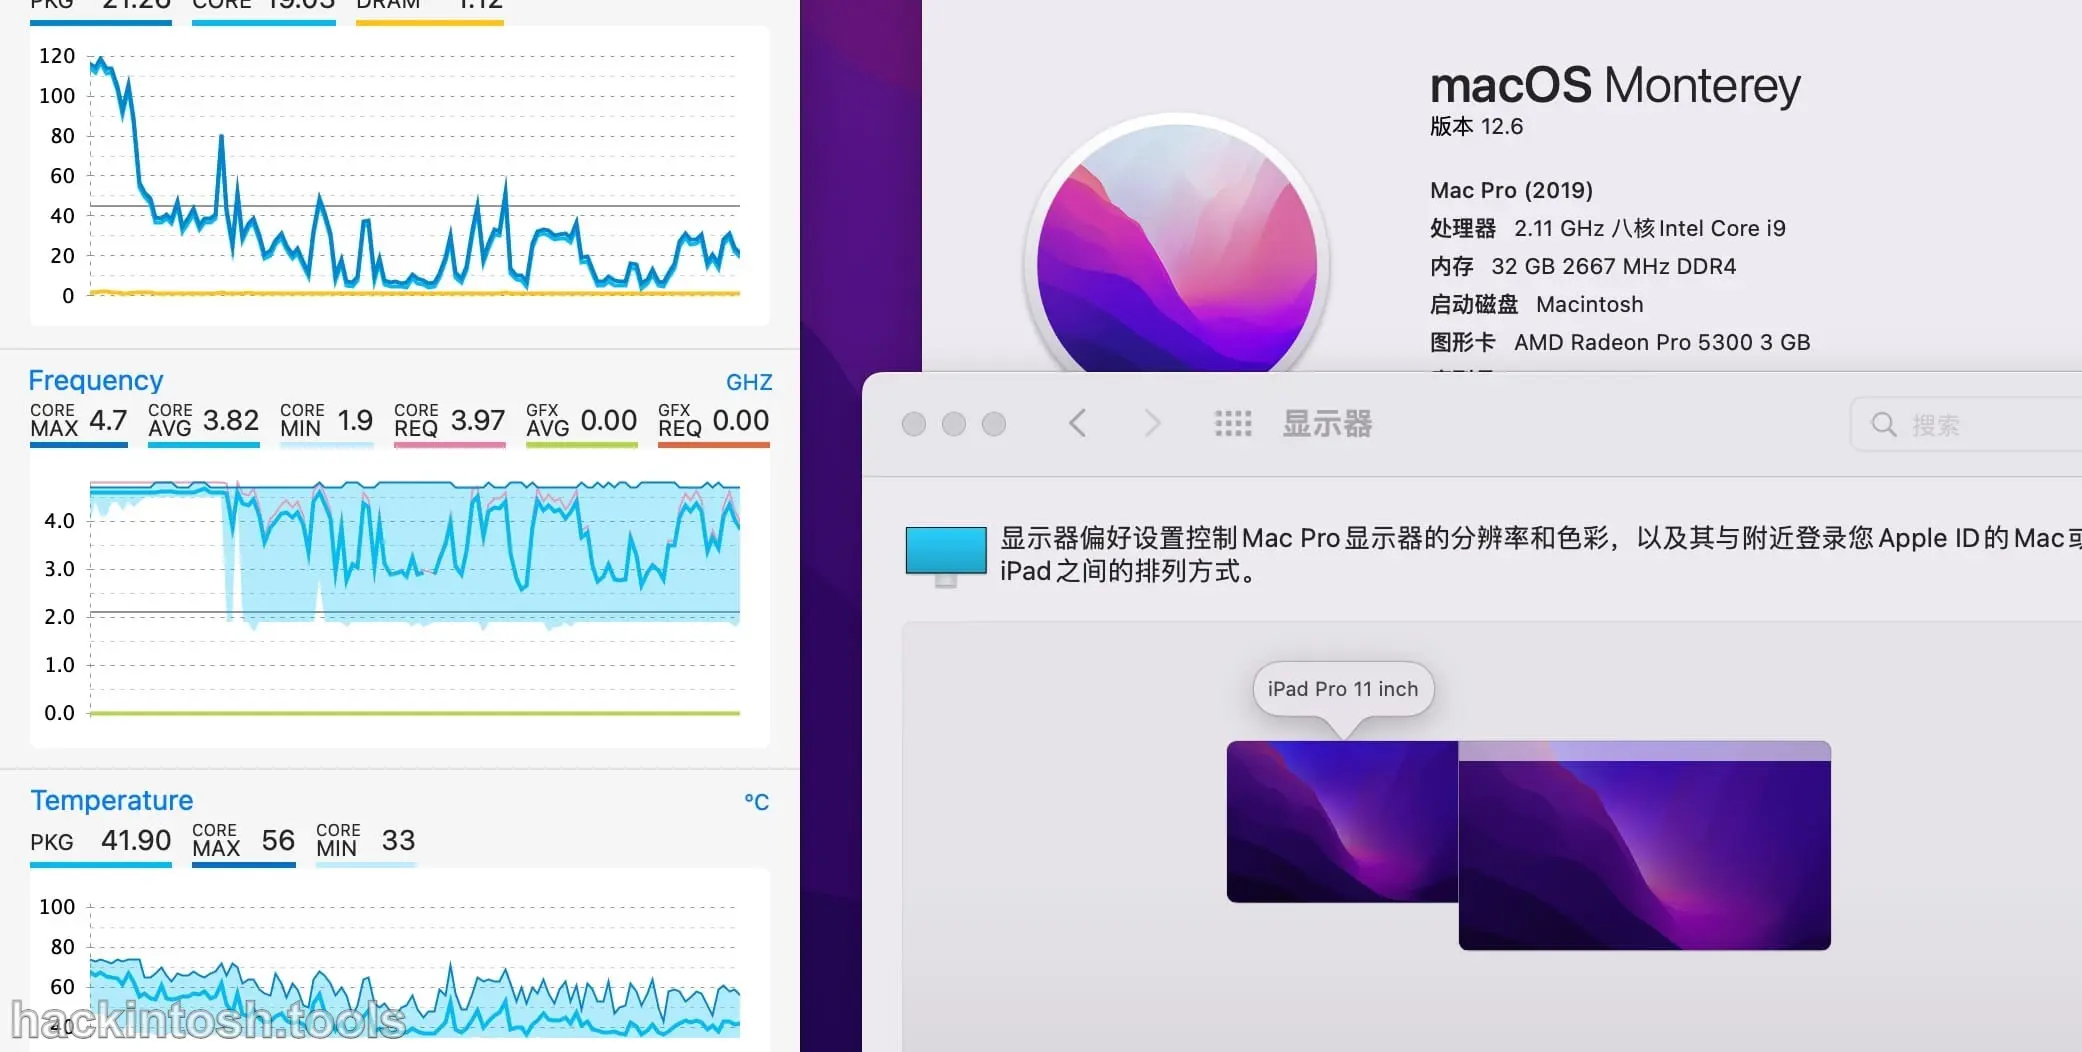 PKG 21.26 CORE 19.03 DRAM 1.12
120
100
80
60
40
20
0
Frequency GHZ
CORE MAX 4.7 CORE AVG 3.82 CORE MIN 1.9 CORE REQ 3.97 GFX AVG 0.00 GFX REQ 0.00
4.0
3.0
2.0
1.0
0.0
Temperature °C
PKG 41.90 CORE MAX 56 CORE MIN 33
100
80
60
40
hackintosh.tools
macOS Monterey
版本 12.6
Mac Pro (2019)
处理器 2.11 GHz 八核Intel Core i9
内存 32 GB 2667 MHz DDR4
启动磁盘 Macintosh
图形卡 AMD Radeon Pro 5300 3 GB
显示器
搜索
显示器偏好设置控制Mac Pro显示器的分辨率和色彩，以及其与附近登录您Apple ID的Mac或
iPad之间的排列方式。
iPad Pro 11 inch